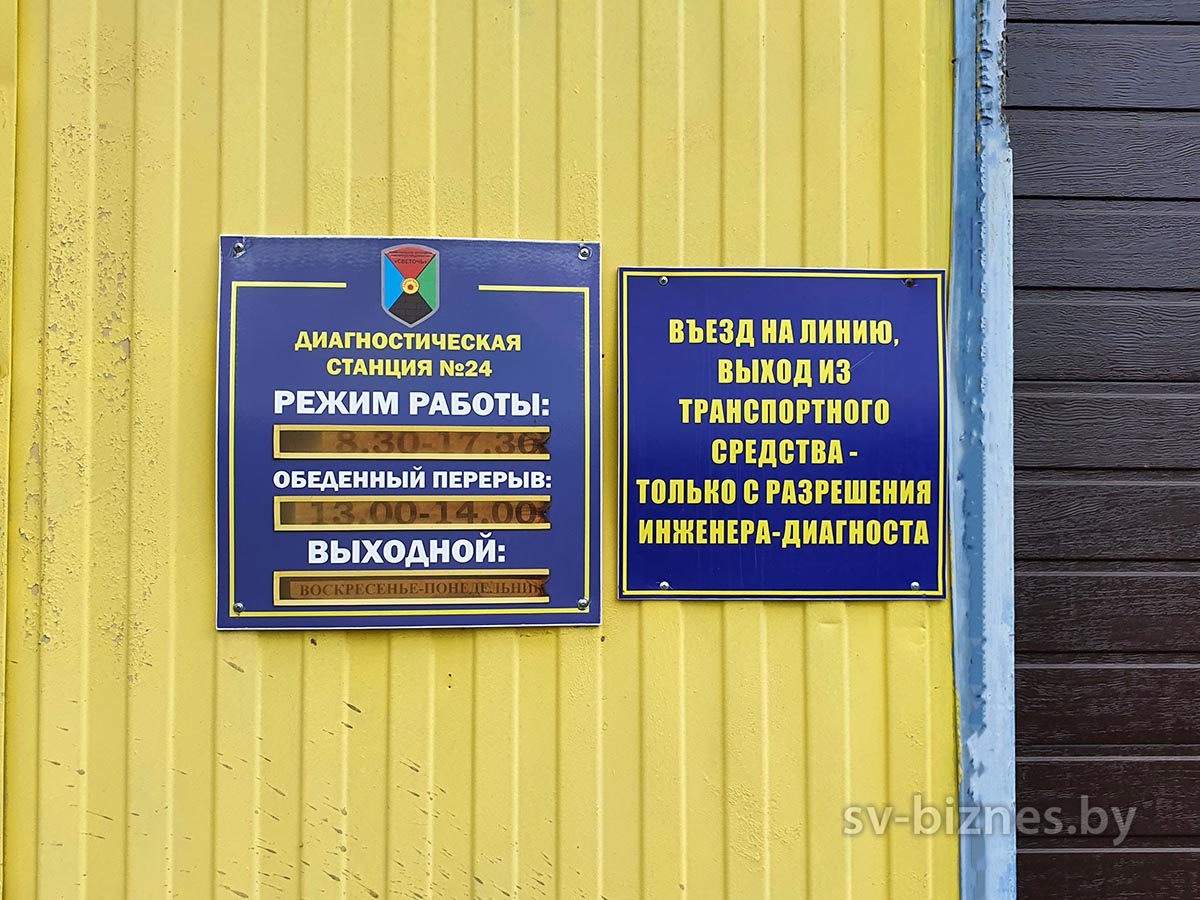 «СВЕТОЧЬ»
ДИАГНОСТИЧЕСКАЯ
СТАНЦИЯ №24
РЕЖИМ РАБОТЫ:
8.30-17.30
ОБЕДЕННЫЙ ПЕРЕРЫВ:
13.00-14.00
ВЫХОДНОЙ:
ВОСКРЕСЕНЬЕ-ПОНЕДЕЛЬНИК
ВЪЕЗД НА ЛИНИЮ,
ВЫХОД ИЗ
ТРАНСПОРТНОГО
СРЕДСТВА -
ТОЛЬКО С РАЗРЕШЕНИЯ
ИНЖЕНЕРА-ДИАГНОСТА
sv-biznes.by